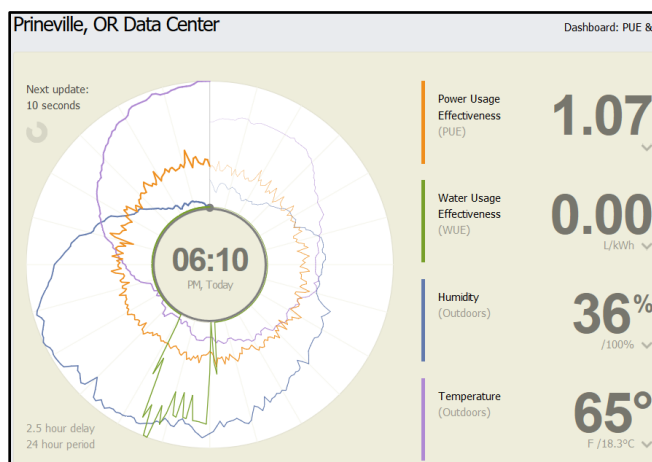 Prineville, OR Data Center
Dashboard: PUE &
Next update:
10 seconds
06:10
PM, Today
2.5 hour delay
24 hour period
Power Usage
Effectiveness
(PUE)
1.07
Water Usage
Effectiveness
(WUE)
0.00
L/kWh
Humidity
(Outdoors)
36%
/100%
Temperature
(Outdoors)
65°
F /18.3ºC